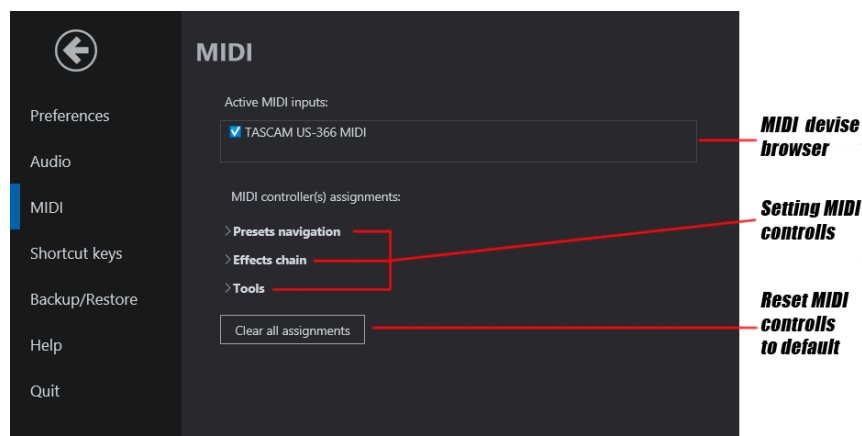 MIDI
Active MIDI inputs:
TASCAM US-366 MIDI
MIDI controller(s) assignments:
Presets navigation
Effects chain
Tools
Clear all assignments
Preferences
Audio
MIDI
Shortcut keys
Backup/Restore
Help
Quit
MIDI devise
browser
Setting MIDI
controlls
Reset MIDI
controlls
to default